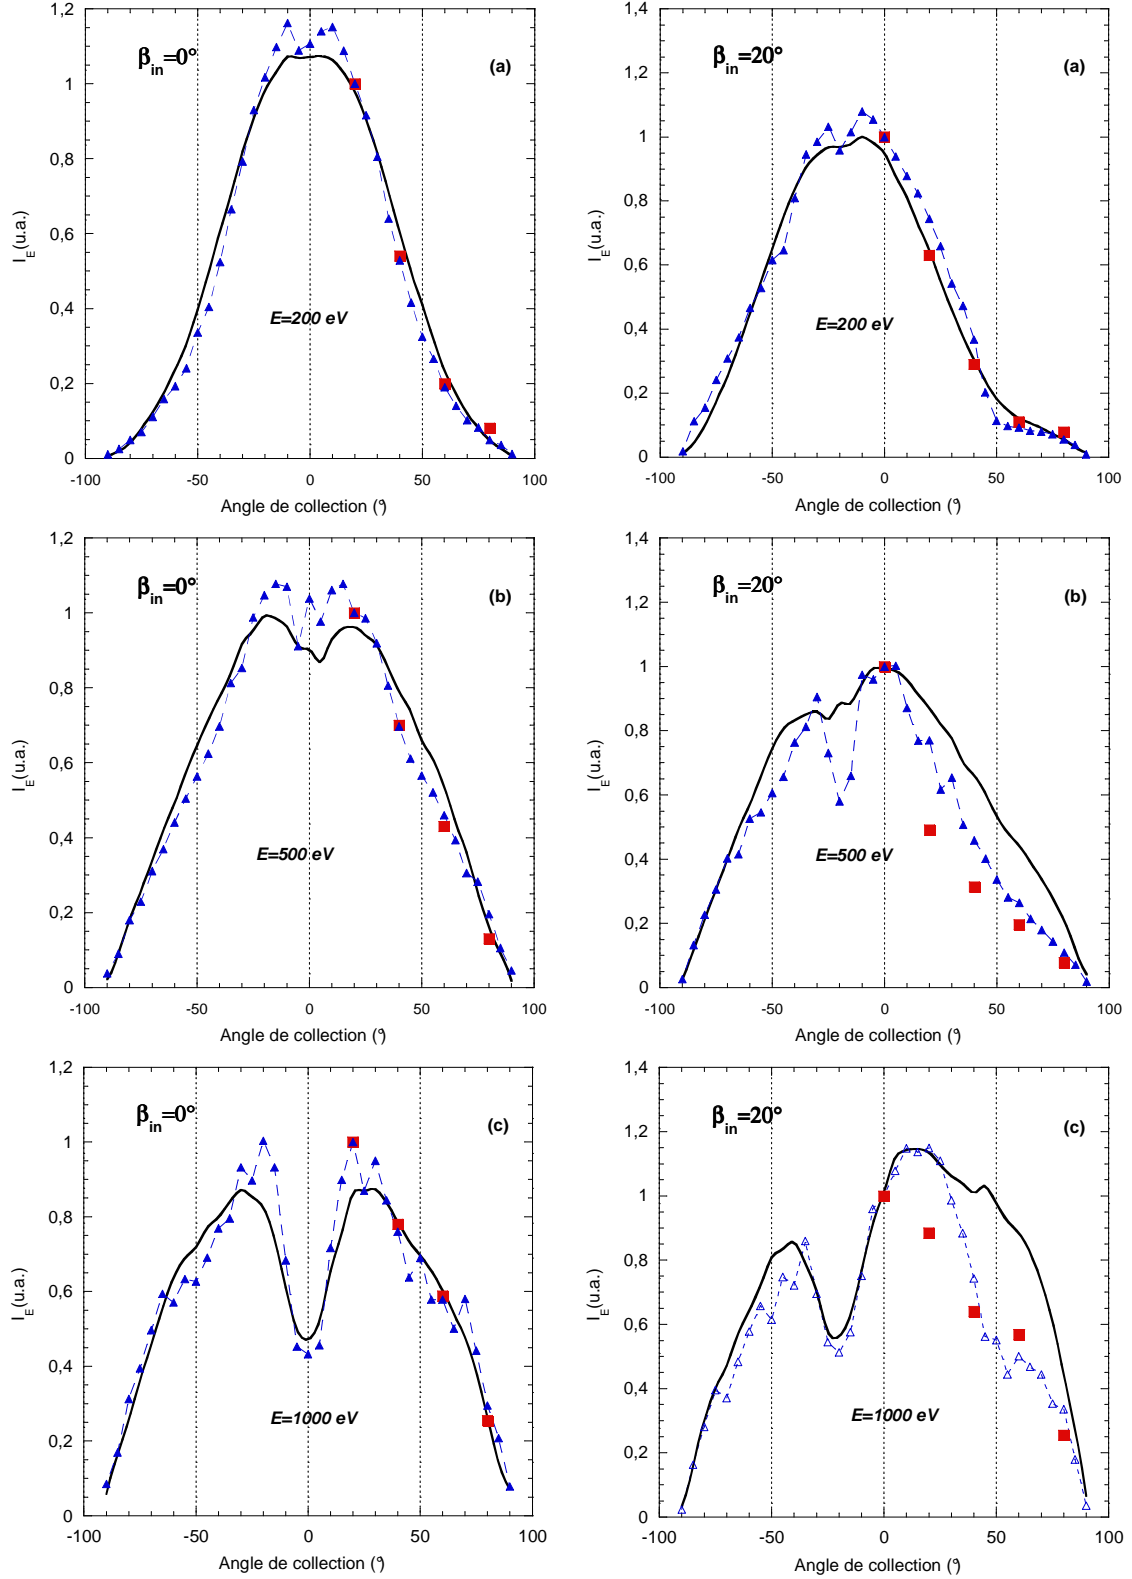 1,2
1
0,8
0,6
0,4
0,2
0
I_E(u.a.)
β_in=0°
(a)
E=200 eV
-100 -50 0 50 100
Angle de collection (°)
1,4
1,2
1
0,8
0,6
0,4
0,2
0
I_E(u.a.)
β_in=20°
(a)
E=200 eV
-100 -50 0 50 100
Angle de collection (°)
1,2
1
0,8
0,6
0,4
0,2
0
I_E(u.a.)
β_in=0°
(b)
E=500 eV
-100 -50 0 50 100
Angle de collection (°)
1,4
1,2
1
0,8
0,6
0,4
0,2
0
I_E(u.a.)
β_in=20°
(b)
E=500 eV
-100 -50 0 50 100
Angle de collection (°)
1,2
1
0,8
0,6
0,4
0,2
0
I_E(u.a.)
β_in=0°
(c)
E=1000 eV
-100 -50 0 50 100
Angle de collection (°)
1,4
1,2
1
0,8
0,6
0,4
0,2
0
I_E(u.a.)
β_in=20°
(c)
E=1000 eV
-100 -50 0 50 100
Angle de collection (°)